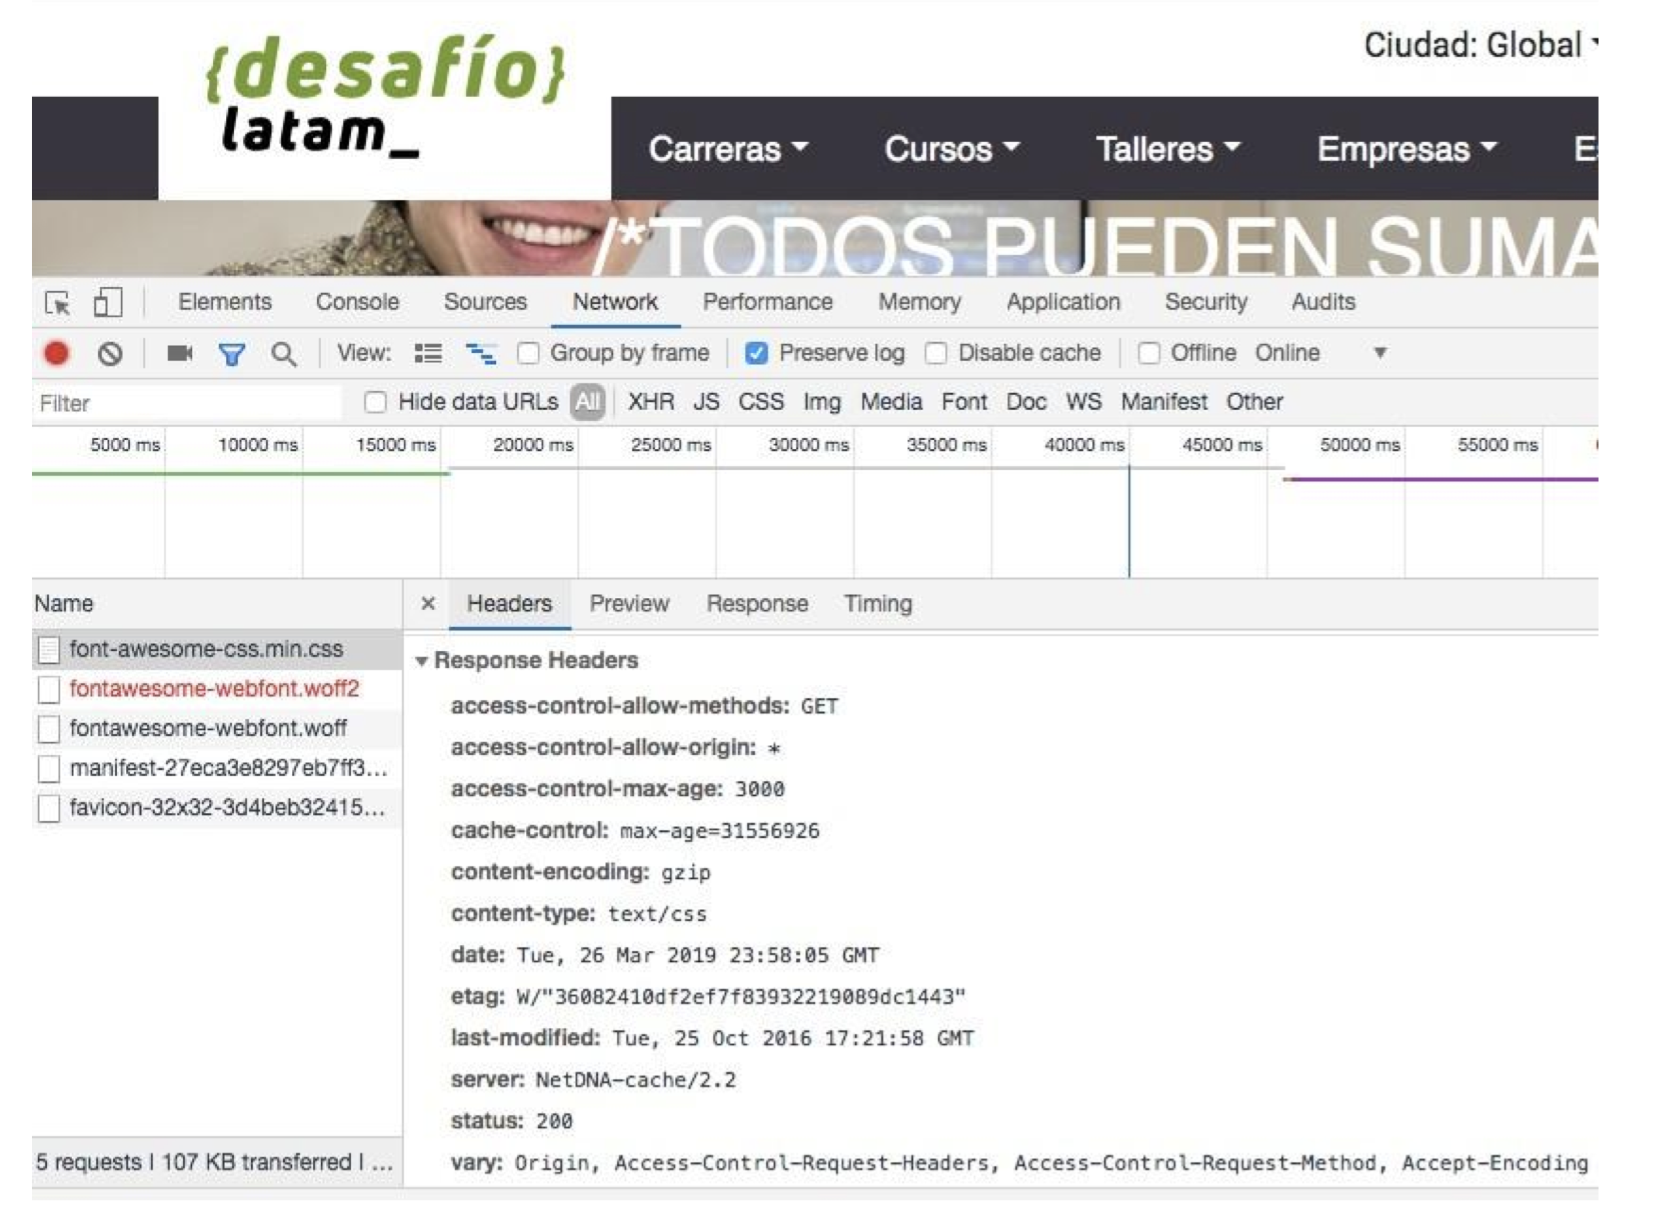 {desafío}
latam_
Ciudad: Global
Carreras Cursos Talleres Empresas E
/*TODOS PUEDEN SUMA
Elements Console Sources Network Performance Memory Application Security Audits
View: Group by frame Preserve log Disable cache Offline Online
Filter Hide data URLs All XHR JS CSS Img Media Font Doc WS Manifest Other
5000 ms 10000 ms 15000 ms 20000 ms 25000 ms 30000 ms 35000 ms 40000 ms 45000 ms 50000 ms 55000 ms
Name
× Headers Preview Response Timing
font-awesome-css.min.css
fontawesome-webfont.woff2
fontawesome-webfont.woff
manifest-27eca3e8297eb7ff3...
favicon-32x32-3d4beb32415...
5 requests | 107 KB transferred | ...
Response Headers
access-control-allow-methods: GET
access-control-allow-origin: *
access-control-max-age: 3000
cache-control: max-age=31556926
content-encoding: gzip
content-type: text/css
date: Tue, 26 Mar 2019 23:58:05 GMT
etag: W/"36082410df2ef7f83932219089dc1443"
last-modified: Tue, 25 Oct 2016 17:21:58 GMT
server: NetDNA-cache/2.2
status: 200
vary: Origin, Access-Control-Request-Headers, Access-Control-Request-Method, Accept-Encoding